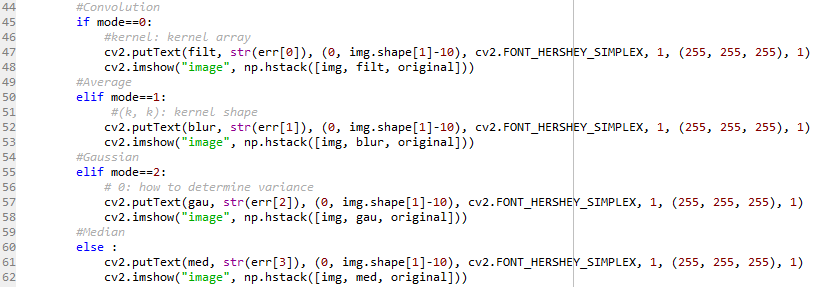 44 #Convolution
45 if mode==0:
46 #kernel: kernel array
47 cv2.putText(filt, str(err[0]), (0, img.shape[1]-10), cv2.FONT_HERSHEY_SIMPLEX, 1, (255, 255, 255), 1)
48 cv2.imshow("image", np.hstack([img, filt, original]))
49 #Average
50 elif mode==1:
51 #(k, k): kernel shape
52 cv2.putText(blur, str(err[1]), (0, img.shape[1]-10), cv2.FONT_HERSHEY_SIMPLEX, 1, (255, 255, 255), 1)
53 cv2.imshow("image", np.hstack([img, blur, original]))
54 #Gaussian
55 elif mode==2:
56 # 0: how to determine variance
57 cv2.putText(gau, str(err[2]), (0, img.shape[1]-10), cv2.FONT_HERSHEY_SIMPLEX, 1, (255, 255, 255), 1)
58 cv2.imshow("image", np.hstack([img, gau, original]))
59 #Median
60 else :
61 cv2.putText(med, str(err[3]), (0, img.shape[1]-10), cv2.FONT_HERSHEY_SIMPLEX, 1, (255, 255, 255), 1)
62 cv2.imshow("image", np.hstack([img, med, original]))